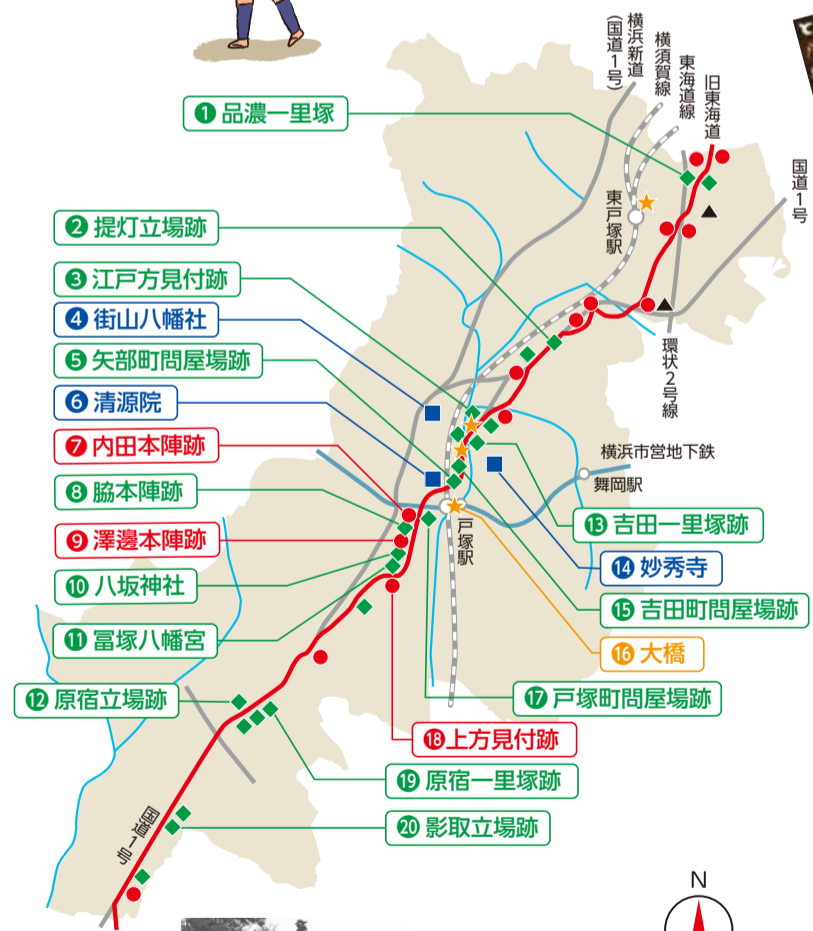 横浜新道
(国道1号)
横須賀線
東海道線
旧東海道
国道1号
❶品濃一里塚
東戸塚駅
❷提灯立場跡
❸江戸方見付跡
❹街山八幡社
❺矢部町問屋場跡
❻清源院
❼内田本陣跡
❽脇本陣跡
❾澤邊本陣跡
❿八坂神社
⓫冨塚八幡宮
⓬原宿立場跡
環状2号線
横浜市営地下鉄
舞岡駅
戸塚駅
⓭吉田一里塚跡
⓮妙秀寺
⓯吉田町問屋場跡
⓰大橋
⓱戸塚町問屋場跡
⓲上方見付跡
⓳原宿一里塚跡
⓴影取立場跡
国道1号
N